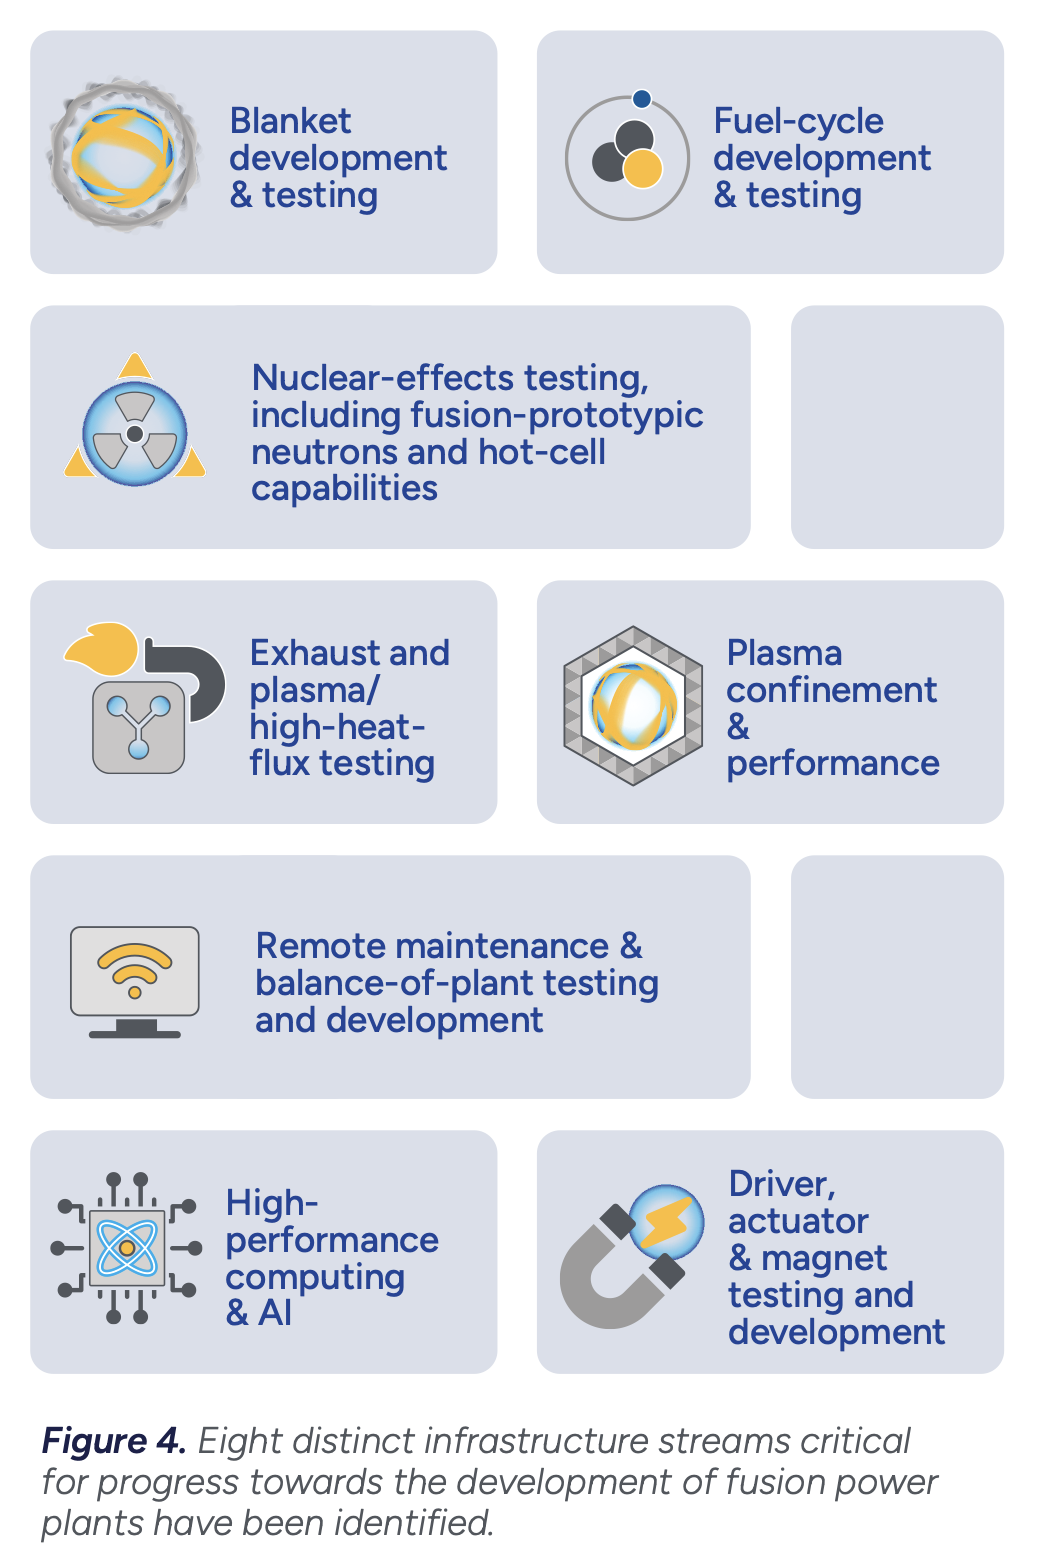 Blanket
development
& testing
Fuel-cycle
development
& testing
Nuclear-effects testing,
including fusion-prototypic
neutrons and hot-cell
capabilities
Exhaust and
plasma/
high-heat-
flux testing
Plasma
confinement
&
performance
Remote maintenance &
balance-of-plant testing
and development
High-
performance
computing
& AI
Driver,
actuator
& magnet
testing and
development
Figure 4. Eight distinct infrastructure streams critical
for progress towards the development of fusion power
plants have been identified.